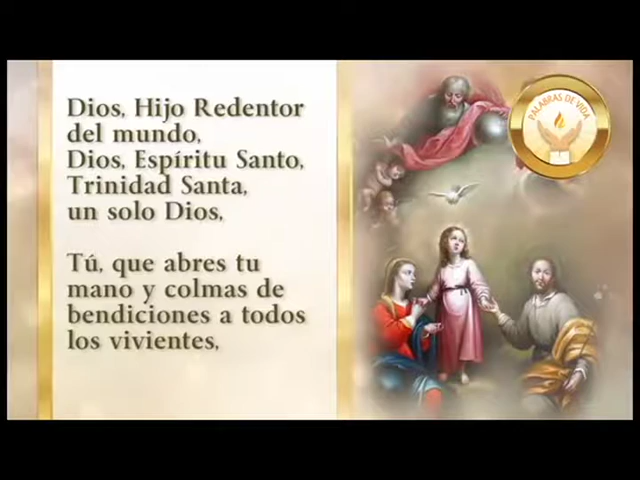 Dios, Hijo Redentor
del mundo,
Dios, Espíritu Santo,
Trinidad Santa,
un solo Dios,
Tú, que abres tu
mano y colmas de
bendiciones a todos
los vivientes,
PALABRAS DE VIDA